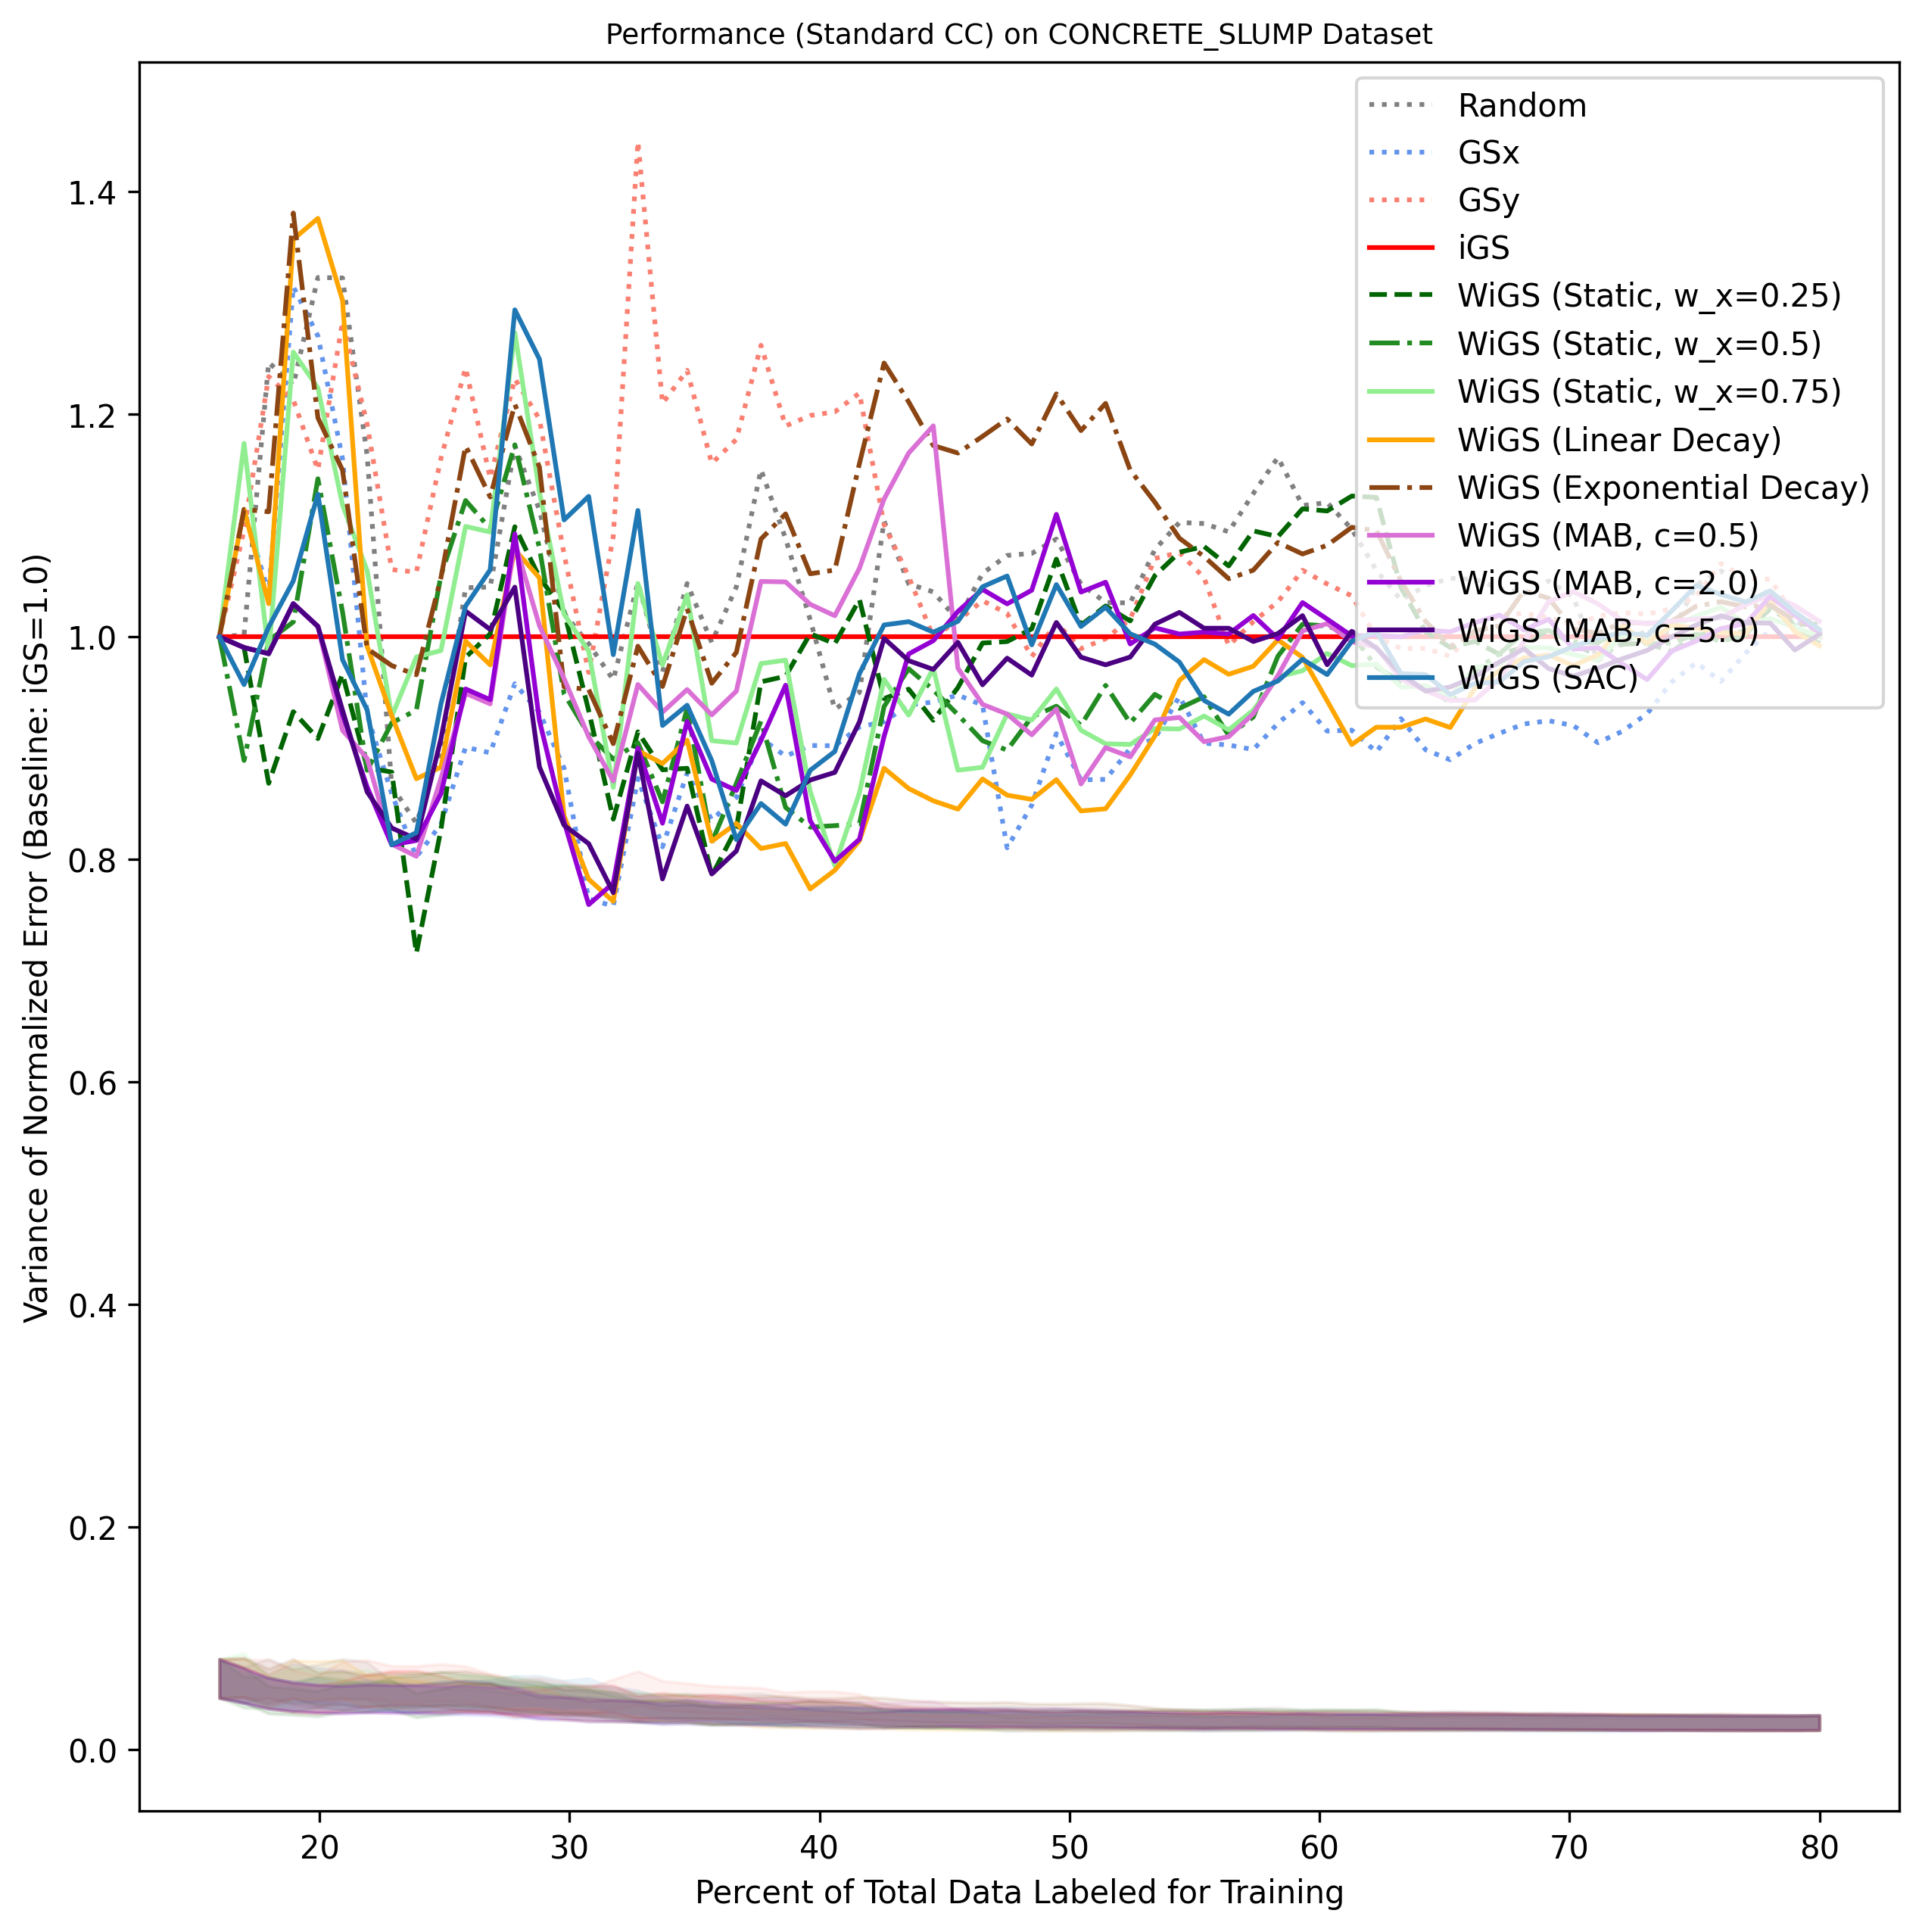 Performance (Standard CC) on CONCRETE_SLUMP Dataset
Variance of Normalized Error (Baseline: iGS=1.0)
1.4
1.2
1.0
0.8
0.6
0.4
0.2
0.0
Random
GSx
GSy
iGS
WiGS (Static, w_x=0.25)
WiGS (Static, w_x=0.5)
WiGS (Static, w_x=0.75)
WiGS (Linear Decay)
WiGS (Exponential Decay)
WiGS (MAB, c=0.5)
WiGS (MAB, c=2.0)
WiGS (MAB, c=5.0)
WiGS (SAC)
20
30
40
50
60
70
80
Percent of Total Data Labeled for Training